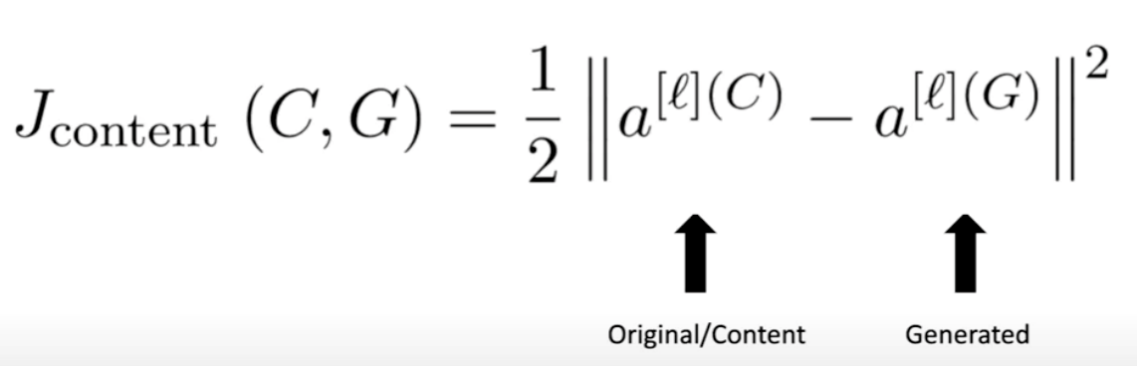 J_content (C, G) = 1/2 ‖a^[ℓ](C) − a^[ℓ](G)‖^2
Original/Content Generated